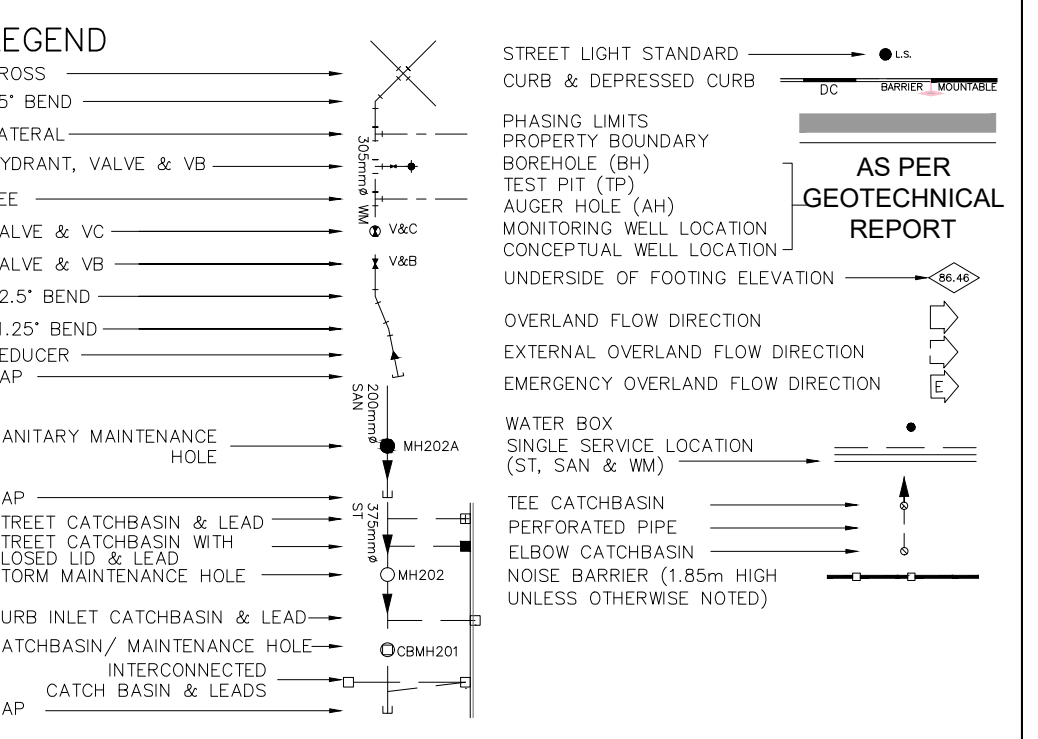 EGEND
ROSS
5° BEND
ATERAL
YDRANT, VALVE & VB
EE
ALVE & VC
ALVE & VB
2.5° BEND
1.25° BEND
EDUCER
AP
ANITARY MAINTENANCE
HOLE
AP
TREET CATCHBASIN & LEAD
TREET CATCHBASIN WITH
LOSED LID & LEAD
TORM MAINTENANCE HOLE
URB INLET CATCHBASIN & LEAD
ATCHBASIN/ MAINTENANCE HOLE
INTERCONNECTED
CATCH BASIN & LEADS
AP
305mmø WM
V&C
V&B
200mmø
SAN
MH202A
375mmø
ST
MH202
CBMH201
STREET LIGHT STANDARD
L.S.
CURB & DEPRESSED CURB
DC
BARRIER
MOUNTABLE
PHASING LIMITS
PROPERTY BOUNDARY
BOREHOLE (BH)
TEST PIT (TP)
AUGER HOLE (AH)
MONITORING WELL LOCATION
CONCEPTUAL WELL LOCATION
AS PER
GEOTECHNICAL
REPORT
UNDERSIDE OF FOOTING ELEVATION
86.46
OVERLAND FLOW DIRECTION
EXTERNAL OVERLAND FLOW DIRECTION
EMERGENCY OVERLAND FLOW DIRECTION
E
WATER BOX
SINGLE SERVICE LOCATION
(ST, SAN & WM)
TEE CATCHBASIN
PERFORATED PIPE
ELBOW CATCHBASIN
NOISE BARRIER (1.85m HIGH
UNLESS OTHERWISE NOTED)